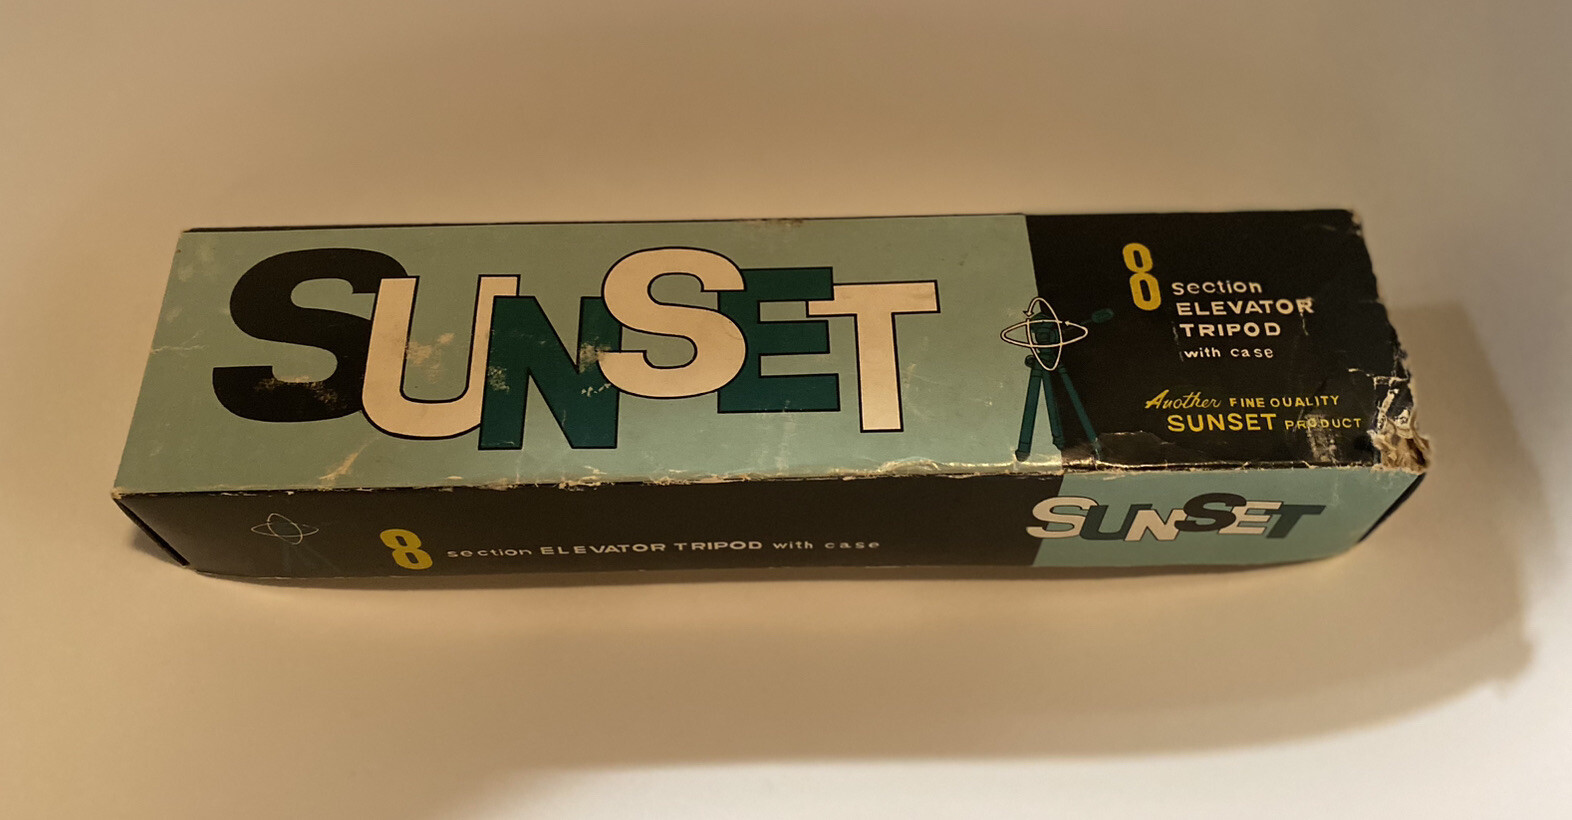 SUNSET
8 section
ELEVATOR
TRIPOD
with case
Another FINE QUALITY
SUNSET PRODUCT
8 section ELEVATOR TRIPOD with case
SUNSET